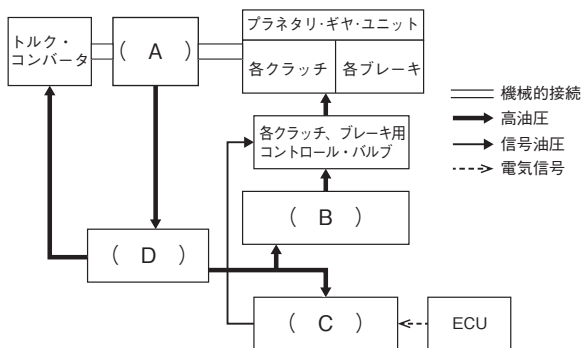 トルク・
コンバータ
( A )
プラネタリ・ギヤ・ユニット
各クラッチ
各ブレーキ
機械的接続
高油圧
信号油圧
電気信号
各クラッチ、ブレーキ用
コントロール・バルブ
( B )
( D )
( C )
ECU